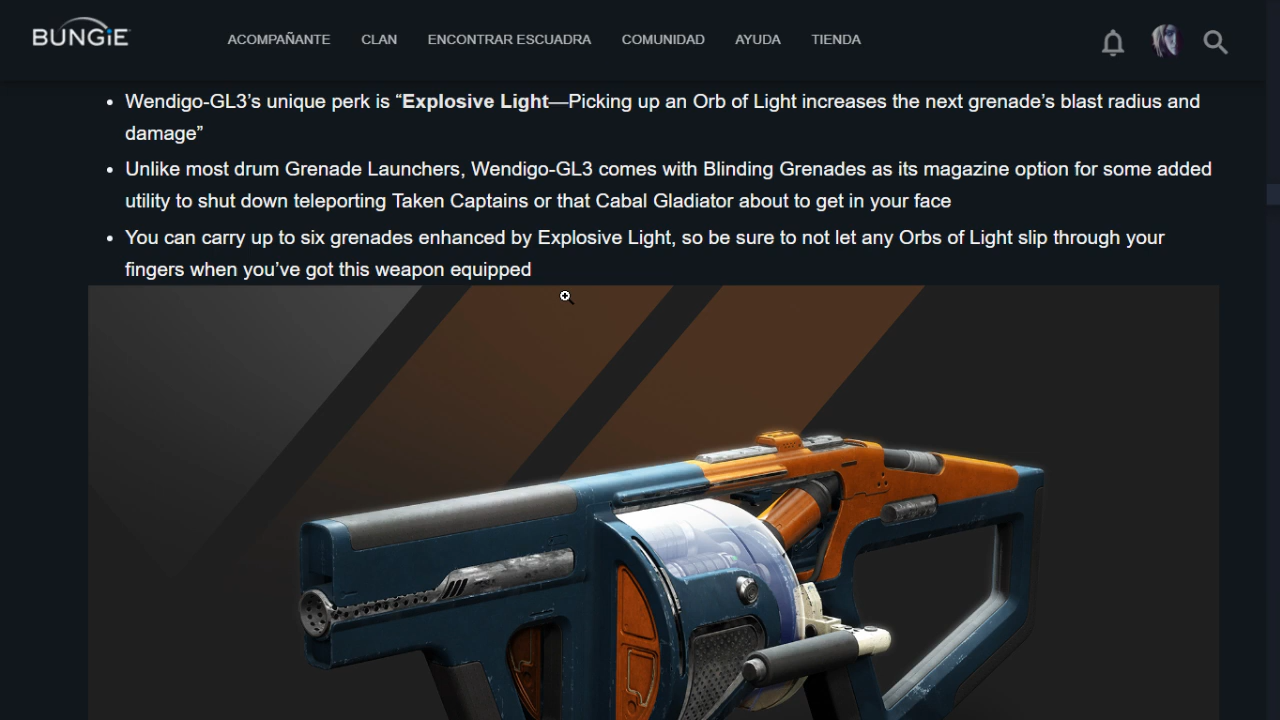 BUNGiE
ACOMPAÑANTE CLAN ENCONTRAR ESCUADRA COMUNIDAD AYUDA TIENDA
• Wendigo-GL3’s unique perk is “Explosive Light—Picking up an Orb of Light increases the next grenade’s blast radius and
damage”
• Unlike most drum Grenade Launchers, Wendigo-GL3 comes with Blinding Grenades as its magazine option for some added
utility to shut down teleporting Taken Captains or that Cabal Gladiator about to get in your face
• You can carry up to six grenades enhanced by Explosive Light, so be sure to not let any Orbs of Light slip through your
fingers when you’ve got this weapon equipped